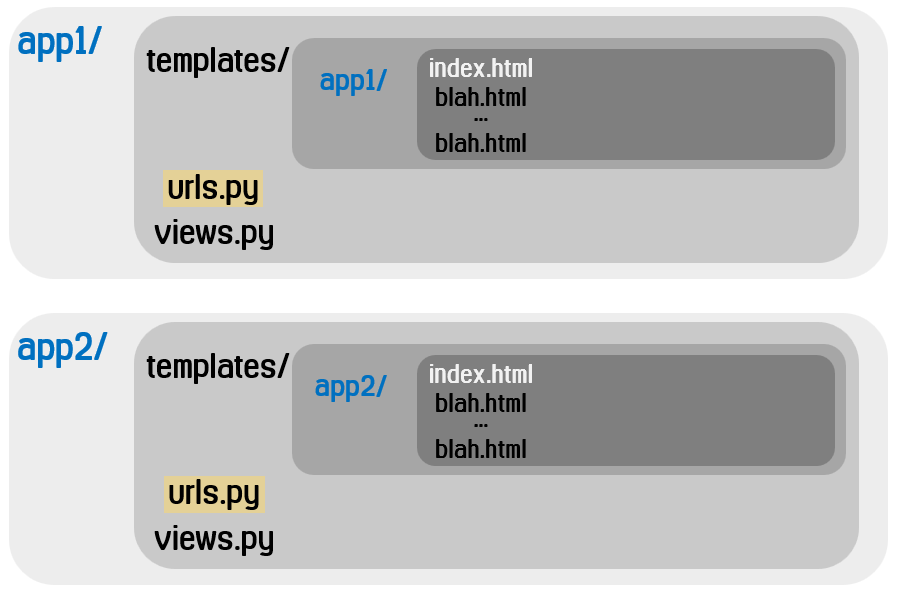 app1/
templates/
app1/
index.html
blah.html
...
blah.html
urls.py
views.py
app2/
templates/
app2/
index.html
blah.html
...
blah.html
urls.py
views.py